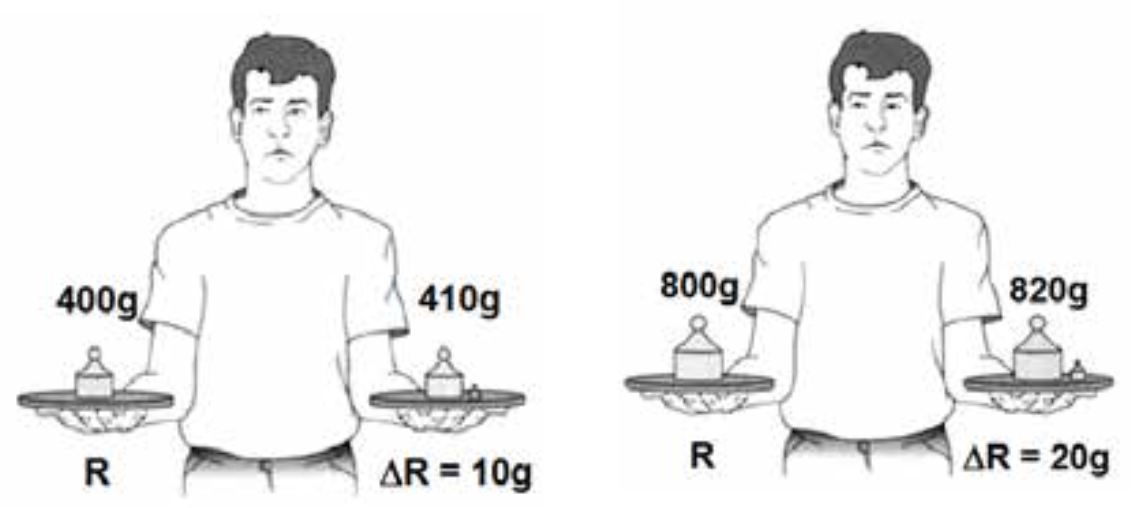 400g
410g
R
ΔR = 10g
800g
820g
R
ΔR = 20g